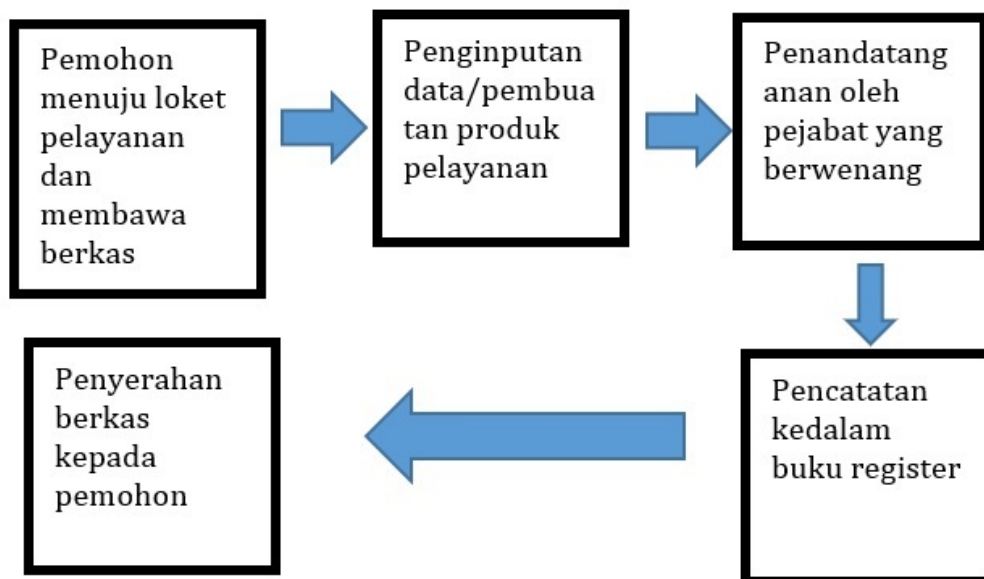 Pemohon
menuju loket
pelayanan
dan
membawa
berkas
Penginputan
data/pembua
tan produk
pelayanan
Penandatang
anan oleh
pejabat yang
berwenang
Pencatatan
kedalam
buku register
Penyerahan
berkas
kepada
pemohon